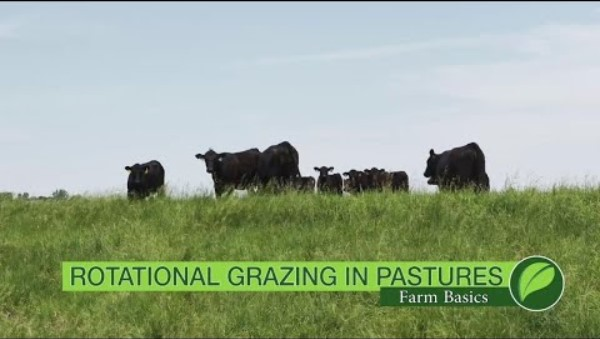 ROTATIONAL GRAZING IN PASTURES
Farm Basics